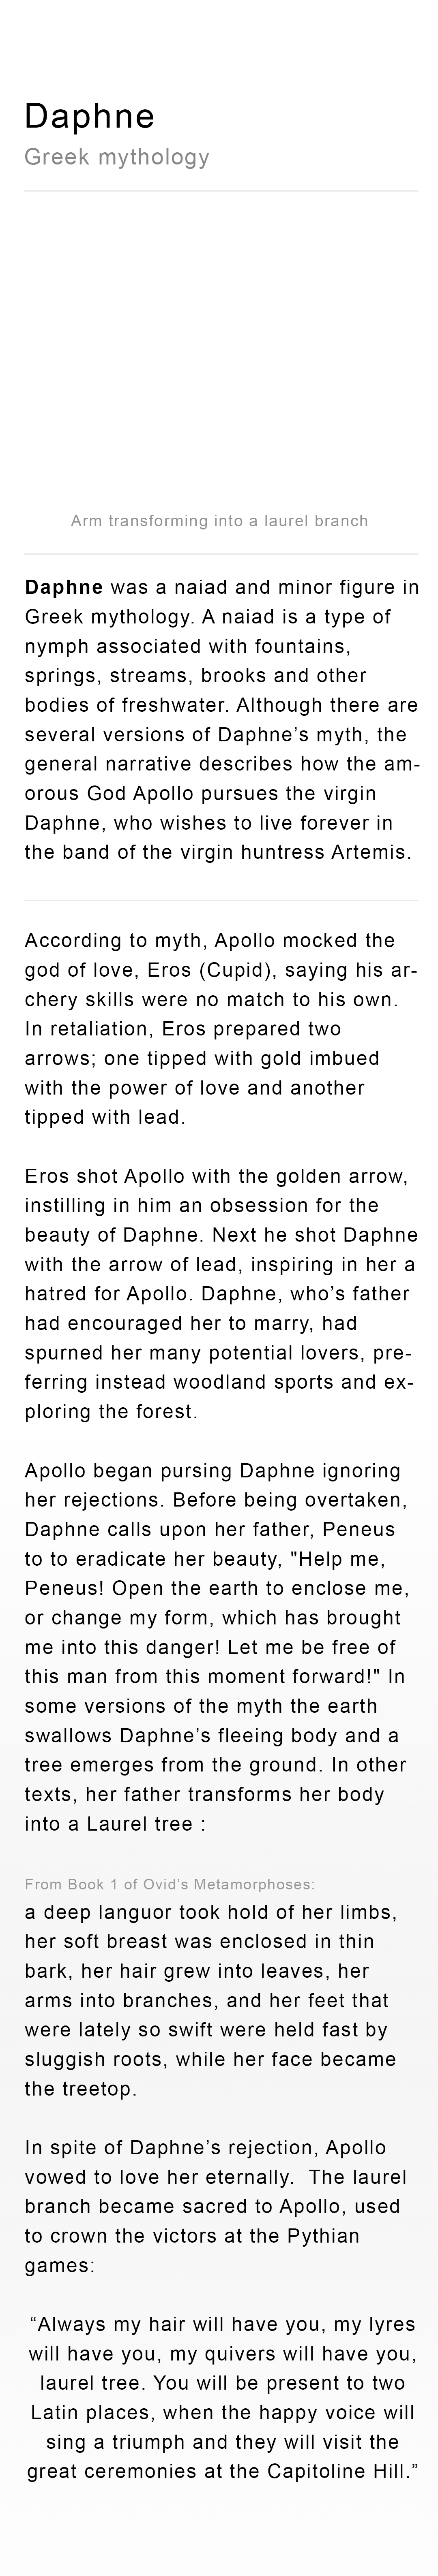 Daphne
Greek mythology
Arm transforming into a laurel branch
Daphne was a naiad and minor figure in
Greek mythology. A naiad is a type of
nymph associated with fountains,
springs, streams, brooks and other
bodies of freshwater. Although there are
several versions of Daphne’s myth, the
general narrative describes how the am-
orous God Apollo pursues the virgin
Daphne, who wishes to live forever in
the band of the virgin huntress Artemis.
According to myth, Apollo mocked the
god of love, Eros (Cupid), saying his ar-
chery skills were no match to his own.
In retaliation, Eros prepared two
arrows; one tipped with gold imbued
with the power of love and another
tipped with lead.
Eros shot Apollo with the golden arrow,
instilling in him an obsession for the
beauty of Daphne. Next he shot Daphne
with the arrow of lead, inspiring in her a
hatred for Apollo. Daphne, who’s father
had encouraged her to marry, had
spurned her many potential lovers, pre-
ferring instead woodland sports and ex-
ploring the forest.
Apollo began pursing Daphne ignoring
her rejections. Before being overtaken,
Daphne calls upon her father, Peneus
to to eradicate her beauty, "Help me,
Peneus! Open the earth to enclose me,
or change my form, which has brought
me into this danger! Let me be free of
this man from this moment forward!" In
some versions of the myth the earth
swallows Daphne’s fleeing body and a
tree emerges from the ground. In other
texts, her father transforms her body
into a Laurel tree :
From Book 1 of Ovid’s Metamorphoses:
a deep languor took hold of her limbs,
her soft breast was enclosed in thin
bark, her hair grew into leaves, her
arms into branches, and her feet that
were lately so swift were held fast by
sluggish roots, while her face became
the treetop.
In spite of Daphne’s rejection, Apollo
vowed to love her eternally.  The laurel
branch became sacred to Apollo, used
to crown the victors at the Pythian
games:
“Always my hair will have you, my lyres
will have you, my quivers will have you,
laurel tree. You will be present to two
Latin places, when the happy voice will
sing a triumph and they will visit the
great ceremonies at the Capitoline Hill.”